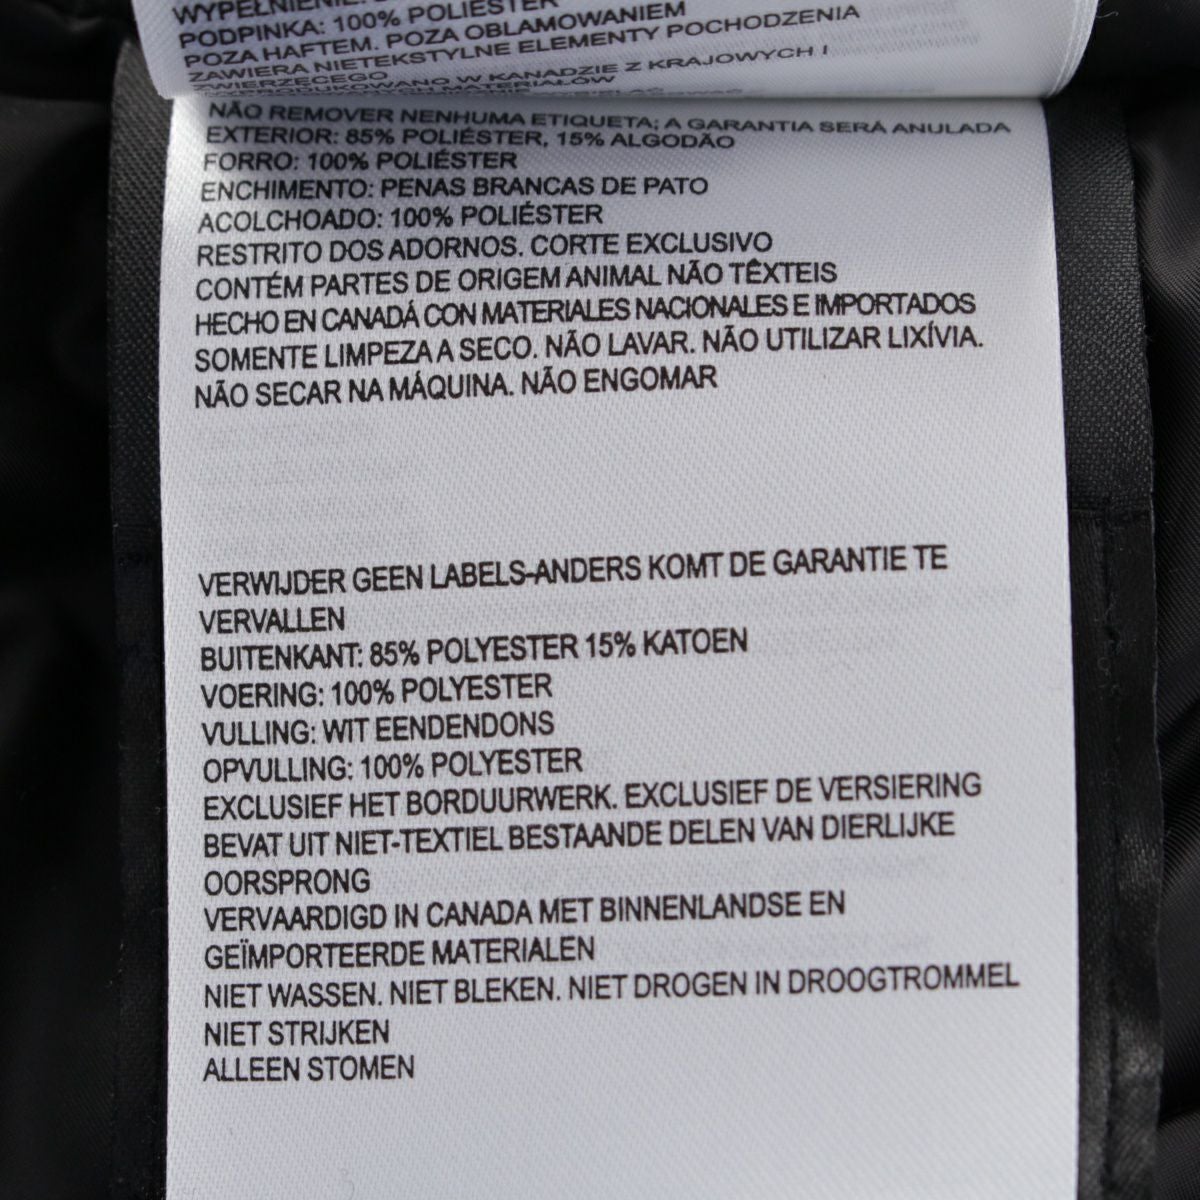 WYPEŁNIENIE:
PODPINKA: 100% POLIESTER
POZA HAFTEM. POZA OBLAMOWANIEM
ZAWIERA NIETEKSTYLNE ELEMENTY POCHODZENIA
ZWIERZĘCEGO
WYPRODUKOWANO W KANADZIE Z KRAJOWYCH I
MATERIAŁÓW
NÃO REMOVER NENHUMA ETIQUETA; A GARANTIA SERÁ ANULADA
EXTERIOR: 85% POLIÉSTER, 15% ALGODÃO
FORRO: 100% POLIÉSTER
ENCHIMENTO: PENAS BRANCAS DE PATO
ACOLCHOADO: 100% POLIÉSTER
RESTRITO DOS ADORNOS. CORTE EXCLUSIVO
CONTÉM PARTES DE ORIGEM ANIMAL NÃO TÊXTEIS
HECHO EN CANADÁ CON MATERIALES NACIONALES E IMPORTADOS
SOMENTE LIMPEZA A SECO. NÃO LAVAR. NÃO UTILIZAR LIXÍVIA.
NÃO SECAR NA MÁQUINA. NÃO ENGOMAR
VERWIJDER GEEN LABELS-ANDERS KOMT DE GARANTIE TE
VERVALLEN
BUITENKANT: 85% POLYESTER 15% KATOEN
VOERING: 100% POLYESTER
VULLING: WIT EENDENDONS
OPVULLING: 100% POLYESTER
EXCLUSIEF HET BORDUURWERK. EXCLUSIEF DE VERSIERING
BEVAT UIT NIET-TEXTIEL BESTAANDE DELEN VAN DIERLIJKE
OORSPRONG
VERVAARDIGD IN CANADA MET BINNENLANDSE EN
GEÏMPORTEERDE MATERIALEN
NIET WASSEN. NIET BLEKEN. NIET DROGEN IN DROOGTROMMEL
NIET STRIJKEN
ALLEEN STOMEN